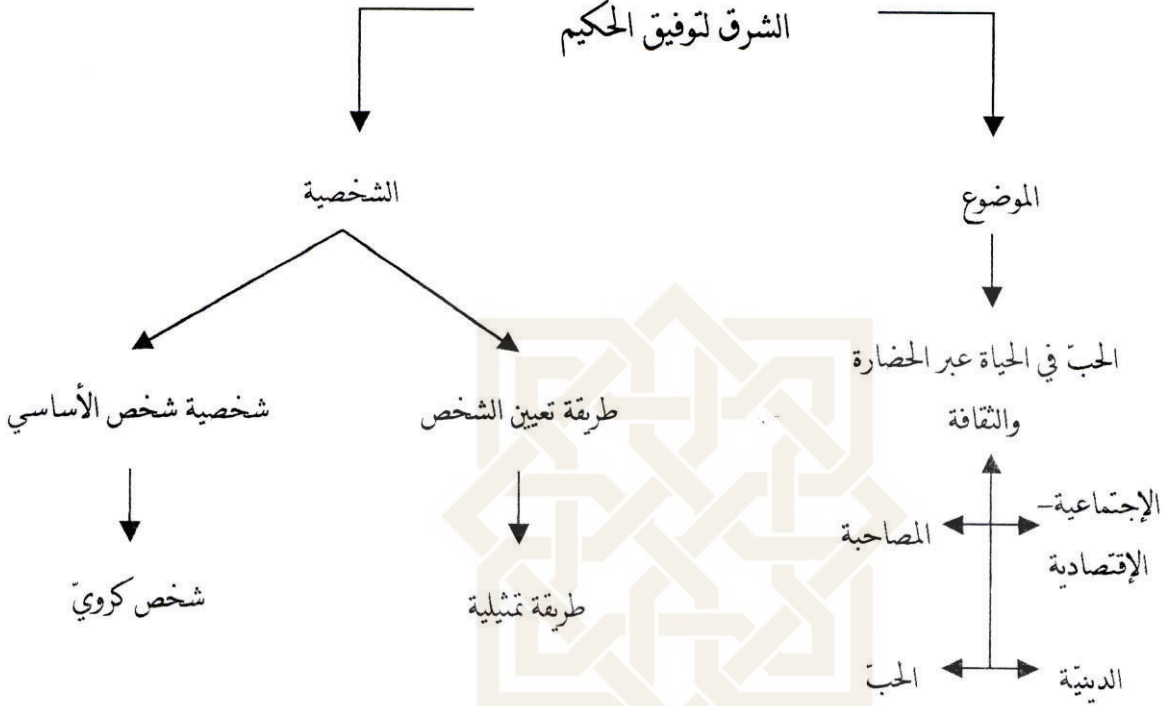 الشرق لتوفيق الحكيم
الموضوع
الشخصية
الحبّ في الحياة عبر الحضارة
والثقافة
طريقة تعيين الشخص
شخصية شخص الأساسي
الإجتماعية-
الإقتصادية
المصاحبة
طريقة تمثيلية
شخص كرويّ
الدينيّة
الحبّ